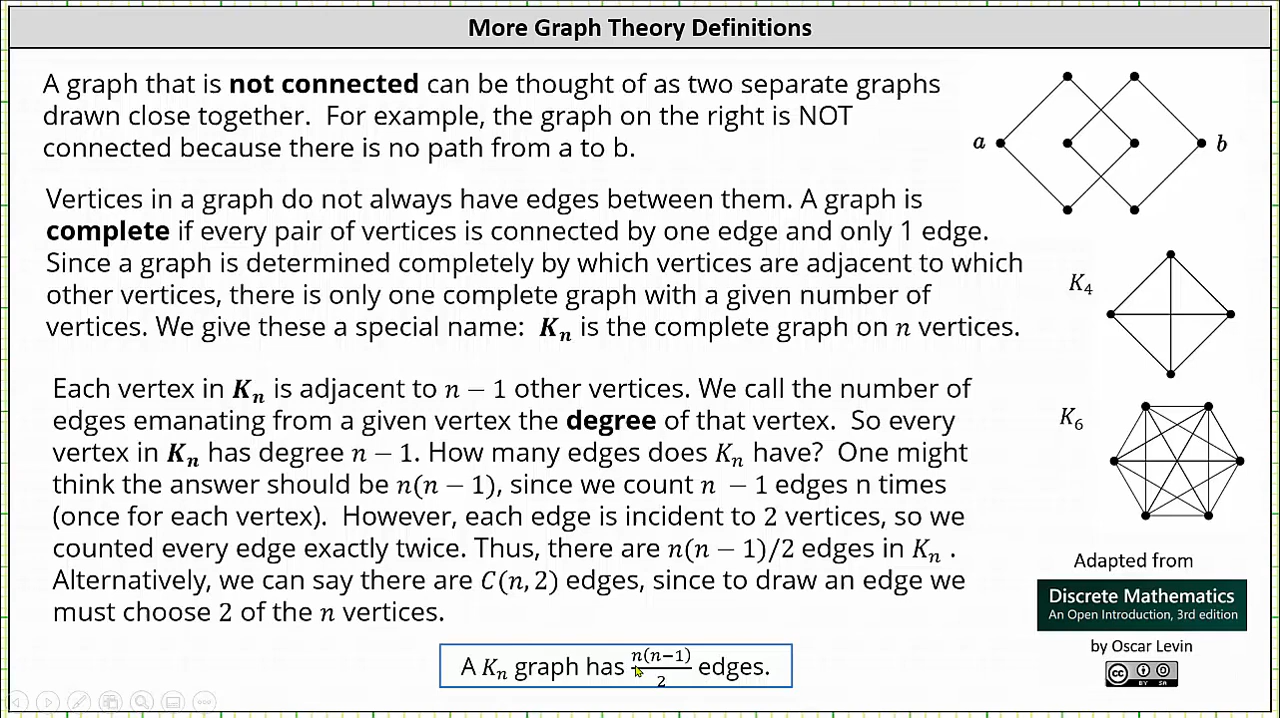 More Graph Theory Definitions
A graph that is not connected can be thought of as two separate graphs
drawn close together. For example, the graph on the right is NOT
connected because there is no path from a to b.
a
b
Vertices in a graph do not always have edges between them. A graph is
complete if every pair of vertices is connected by one edge and only 1 edge.
Since a graph is determined completely by which vertices are adjacent to which
other vertices, there is only one complete graph with a given number of
vertices. We give these a special name: Kₙ is the complete graph on n vertices.
K₄
Each vertex in Kₙ is adjacent to n − 1 other vertices. We call the number of
edges emanating from a given vertex the degree of that vertex. So every
vertex in Kₙ has degree n − 1. How many edges does Kₙ have? One might
think the answer should be n(n − 1), since we count n − 1 edges n times
(once for each vertex). However, each edge is incident to 2 vertices, so we
counted every edge exactly twice. Thus, there are n(n − 1)/2 edges in Kₙ .
Alternatively, we can say there are C(n, 2) edges, since to draw an edge we
must choose 2 of the n vertices.
K₆
A Kₙ graph has n(n−1)/2 edges.
Adapted from
Discrete Mathematics
An Open Introduction, 3rd edition
by Oscar Levin
cc
BY SA